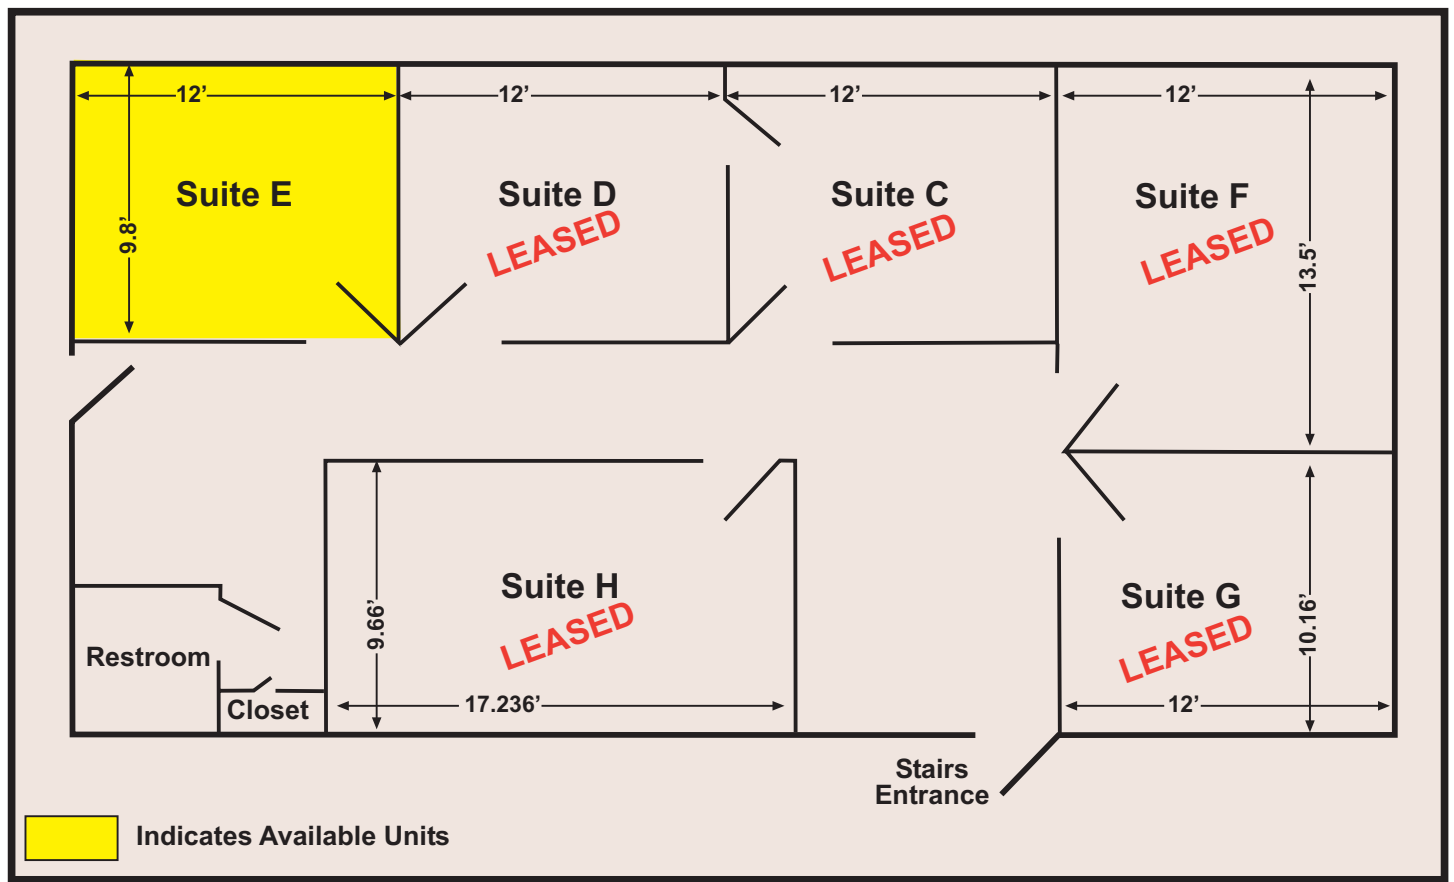 12’
12’
12’
12’
Suite E
Suite D
Suite C
Suite F
LEASED
LEASED
LEASED
9.8’
13.5’
Suite H
LEASED
Suite G
LEASED
9.66’
10.16’
Restroom
Closet
17.236’
12’
Stairs
Entrance
Indicates Available Units